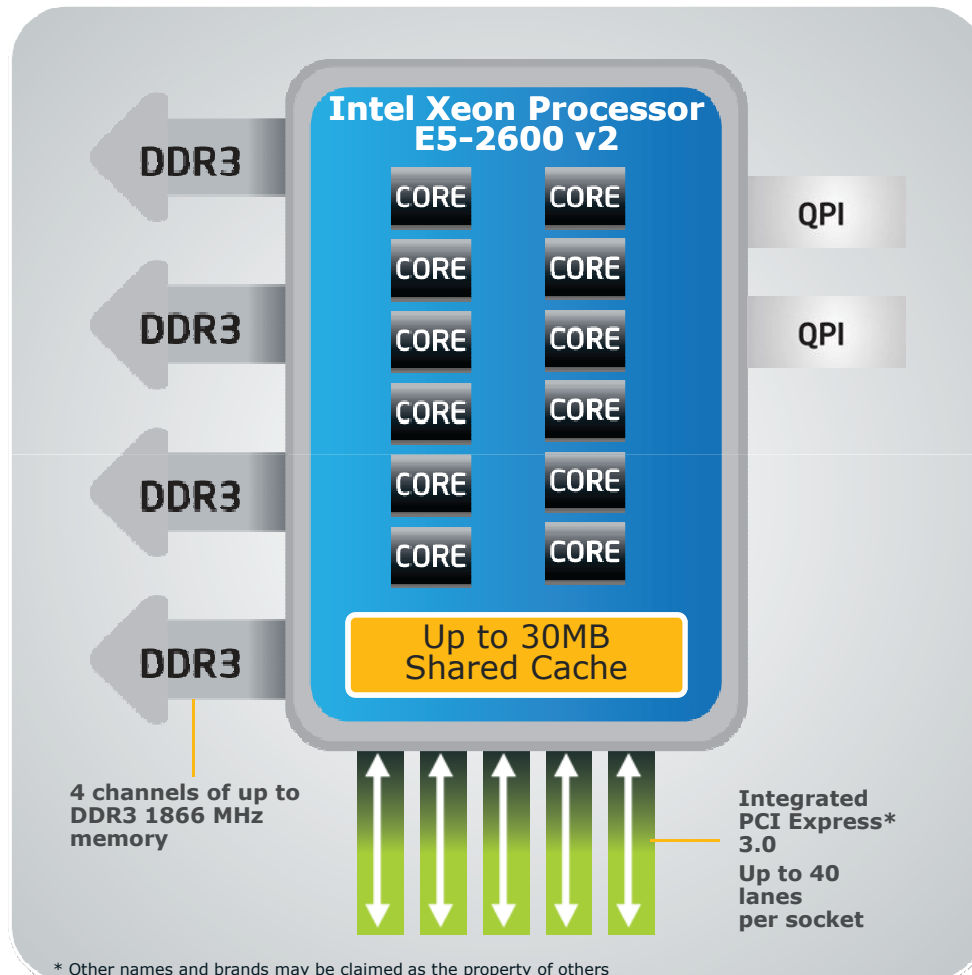 Intel Xeon Processor
E5-2600 v2
DDR3
DDR3
DDR3
DDR3
CORE
CORE
CORE
CORE
CORE
CORE
CORE
CORE
CORE
CORE
CORE
CORE
QPI
QPI
Up to 30MB
Shared Cache
4 channels of up to
DDR3 1866 MHz
memory
Integrated
PCI Express*
3.0
Up to 40
lanes
per socket
* Other names and brands may be claimed as the property of others